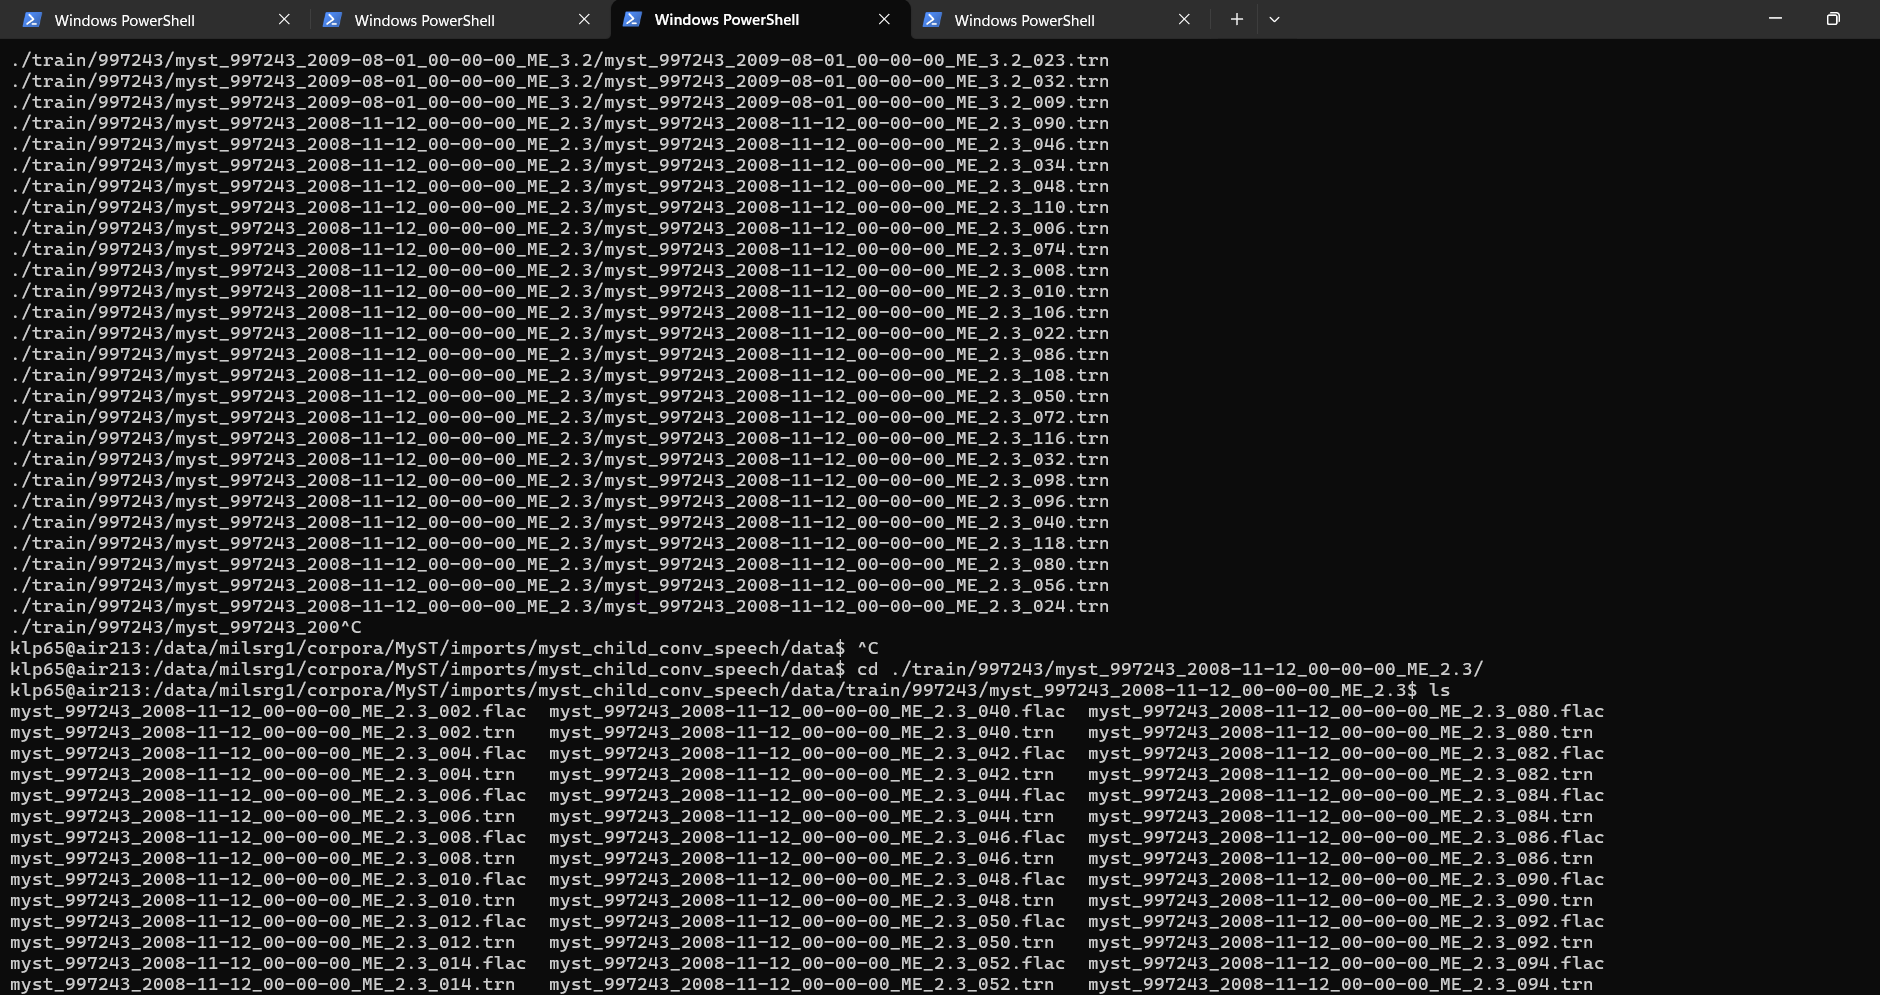 Windows PowerShell Windows PowerShell Windows PowerShell Windows PowerShell
./train/997243/myst_997243_2009-08-01_00-00-00_ME_3.2/myst_997243_2009-08-01_00-00-00_ME_3.2_023.trn
./train/997243/myst_997243_2009-08-01_00-00-00_ME_3.2/myst_997243_2009-08-01_00-00-00_ME_3.2_032.trn
./train/997243/myst_997243_2009-08-01_00-00-00_ME_3.2/myst_997243_2009-08-01_00-00-00_ME_3.2_009.trn
./train/997243/myst_997243_2008-11-12_00-00-00_ME_2.3/myst_997243_2008-11-12_00-00-00_ME_2.3_090.trn
./train/997243/myst_997243_2008-11-12_00-00-00_ME_2.3/myst_997243_2008-11-12_00-00-00_ME_2.3_046.trn
./train/997243/myst_997243_2008-11-12_00-00-00_ME_2.3/myst_997243_2008-11-12_00-00-00_ME_2.3_034.trn
./train/997243/myst_997243_2008-11-12_00-00-00_ME_2.3/myst_997243_2008-11-12_00-00-00_ME_2.3_048.trn
./train/997243/myst_997243_2008-11-12_00-00-00_ME_2.3/myst_997243_2008-11-12_00-00-00_ME_2.3_110.trn
./train/997243/myst_997243_2008-11-12_00-00-00_ME_2.3/myst_997243_2008-11-12_00-00-00_ME_2.3_006.trn
./train/997243/myst_997243_2008-11-12_00-00-00_ME_2.3/myst_997243_2008-11-12_00-00-00_ME_2.3_074.trn
./train/997243/myst_997243_2008-11-12_00-00-00_ME_2.3/myst_997243_2008-11-12_00-00-00_ME_2.3_008.trn
./train/997243/myst_997243_2008-11-12_00-00-00_ME_2.3/myst_997243_2008-11-12_00-00-00_ME_2.3_010.trn
./train/997243/myst_997243_2008-11-12_00-00-00_ME_2.3/myst_997243_2008-11-12_00-00-00_ME_2.3_106.trn
./train/997243/myst_997243_2008-11-12_00-00-00_ME_2.3/myst_997243_2008-11-12_00-00-00_ME_2.3_022.trn
./train/997243/myst_997243_2008-11-12_00-00-00_ME_2.3/myst_997243_2008-11-12_00-00-00_ME_2.3_086.trn
./train/997243/myst_997243_2008-11-12_00-00-00_ME_2.3/myst_997243_2008-11-12_00-00-00_ME_2.3_108.trn
./train/997243/myst_997243_2008-11-12_00-00-00_ME_2.3/myst_997243_2008-11-12_00-00-00_ME_2.3_050.trn
./train/997243/myst_997243_2008-11-12_00-00-00_ME_2.3/myst_997243_2008-11-12_00-00-00_ME_2.3_072.trn
./train/997243/myst_997243_2008-11-12_00-00-00_ME_2.3/myst_997243_2008-11-12_00-00-00_ME_2.3_116.trn
./train/997243/myst_997243_2008-11-12_00-00-00_ME_2.3/myst_997243_2008-11-12_00-00-00_ME_2.3_032.trn
./train/997243/myst_997243_2008-11-12_00-00-00_ME_2.3/myst_997243_2008-11-12_00-00-00_ME_2.3_098.trn
./train/997243/myst_997243_2008-11-12_00-00-00_ME_2.3/myst_997243_2008-11-12_00-00-00_ME_2.3_096.trn
./train/997243/myst_997243_2008-11-12_00-00-00_ME_2.3/myst_997243_2008-11-12_00-00-00_ME_2.3_040.trn
./train/997243/myst_997243_2008-11-12_00-00-00_ME_2.3/myst_997243_2008-11-12_00-00-00_ME_2.3_118.trn
./train/997243/myst_997243_2008-11-12_00-00-00_ME_2.3/myst_997243_2008-11-12_00-00-00_ME_2.3_080.trn
./train/997243/myst_997243_2008-11-12_00-00-00_ME_2.3/myst_997243_2008-11-12_00-00-00_ME_2.3_056.trn
./train/997243/myst_997243_2008-11-12_00-00-00_ME_2.3/myst_997243_2008-11-12_00-00-00_ME_2.3_024.trn
./train/997243/myst_997243_200^C
klp65@air213:/data/milsrg1/corpora/MyST/imports/myst_child_conv_speech/data$ ^C
klp65@air213:/data/milsrg1/corpora/MyST/imports/myst_child_conv_speech/data$ cd ./train/997243/myst_997243_2008-11-12_00-00-00_ME_2.3/
klp65@air213:/data/milsrg1/corpora/MyST/imports/myst_child_conv_speech/data/train/997243/myst_997243_2008-11-12_00-00-00_ME_2.3$ ls
myst_997243_2008-11-12_00-00-00_ME_2.3_002.flac myst_997243_2008-11-12_00-00-00_ME_2.3_040.flac myst_997243_2008-11-12_00-00-00_ME_2.3_080.flac
myst_997243_2008-11-12_00-00-00_ME_2.3_002.trn myst_997243_2008-11-12_00-00-00_ME_2.3_040.trn myst_997243_2008-11-12_00-00-00_ME_2.3_080.trn
myst_997243_2008-11-12_00-00-00_ME_2.3_004.flac myst_997243_2008-11-12_00-00-00_ME_2.3_042.flac myst_997243_2008-11-12_00-00-00_ME_2.3_082.flac
myst_997243_2008-11-12_00-00-00_ME_2.3_004.trn myst_997243_2008-11-12_00-00-00_ME_2.3_042.trn myst_997243_2008-11-12_00-00-00_ME_2.3_082.trn
myst_997243_2008-11-12_00-00-00_ME_2.3_006.flac myst_997243_2008-11-12_00-00-00_ME_2.3_044.flac myst_997243_2008-11-12_00-00-00_ME_2.3_084.flac
myst_997243_2008-11-12_00-00-00_ME_2.3_006.trn myst_997243_2008-11-12_00-00-00_ME_2.3_044.trn myst_997243_2008-11-12_00-00-00_ME_2.3_084.trn
myst_997243_2008-11-12_00-00-00_ME_2.3_008.flac myst_997243_2008-11-12_00-00-00_ME_2.3_046.flac myst_997243_2008-11-12_00-00-00_ME_2.3_086.flac
myst_997243_2008-11-12_00-00-00_ME_2.3_008.trn myst_997243_2008-11-12_00-00-00_ME_2.3_046.trn myst_997243_2008-11-12_00-00-00_ME_2.3_086.trn
myst_997243_2008-11-12_00-00-00_ME_2.3_010.flac myst_997243_2008-11-12_00-00-00_ME_2.3_048.flac myst_997243_2008-11-12_00-00-00_ME_2.3_090.flac
myst_997243_2008-11-12_00-00-00_ME_2.3_010.trn myst_997243_2008-11-12_00-00-00_ME_2.3_048.trn myst_997243_2008-11-12_00-00-00_ME_2.3_090.trn
myst_997243_2008-11-12_00-00-00_ME_2.3_012.flac myst_997243_2008-11-12_00-00-00_ME_2.3_050.flac myst_997243_2008-11-12_00-00-00_ME_2.3_092.flac
myst_997243_2008-11-12_00-00-00_ME_2.3_012.trn myst_997243_2008-11-12_00-00-00_ME_2.3_050.trn myst_997243_2008-11-12_00-00-00_ME_2.3_092.trn
myst_997243_2008-11-12_00-00-00_ME_2.3_014.flac myst_997243_2008-11-12_00-00-00_ME_2.3_052.flac myst_997243_2008-11-12_00-00-00_ME_2.3_094.flac
myst_997243_2008-11-12_00-00-00_ME_2.3_014.trn myst_997243_2008-11-12_00-00-00_ME_2.3_052.trn myst_997243_2008-11-12_00-00-00_ME_2.3_094.trn